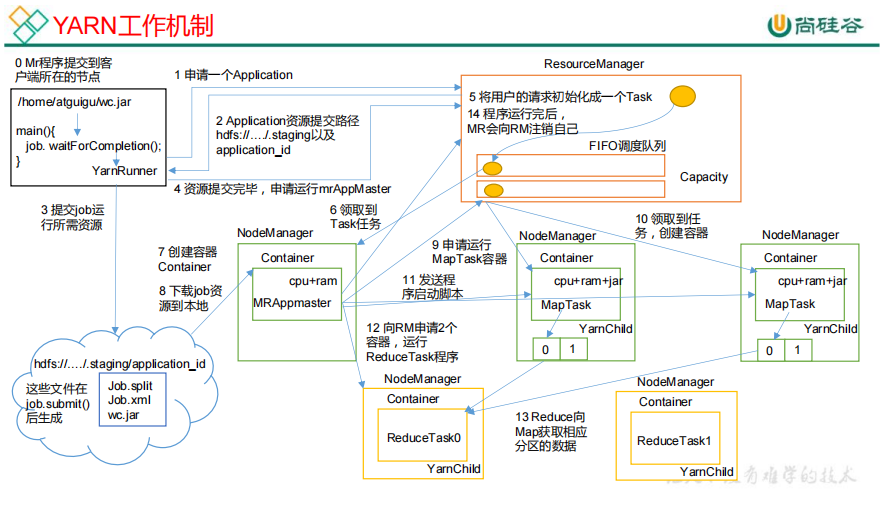 YARN工作机制
尚硅谷
0 Mr程序提交到客
户端所在的节点
/home/atguigu/wc.jar
main(){
job. waitForCompletion();
}
YarnRunner
1 申请一个Application
2 Application资源提交路径
hdfs://…./.staging以及
application_id
4 资源提交完毕，申请运行mrAppMaster
ResourceManager
5 将用户的请求初始化成一个Task
14 程序运行完后，
MR会向RM注销自己
FIFO调度队列
Capacity
3 提交job运
行所需资源
6 领取到
Task任务
7 创建容器
Container
8 下载job资
源到本地
NodeManager
Container
cpu+ram
MRAppmaster
9 申请运行
MapTask容器
11 发送程
序启动脚本
10 领取到任
务，创建容器
NodeManager
Container
cpu+ram+jar
MapTask
YarnChild
0 1
NodeManager
Container
cpu+ram+jar
MapTask
YarnChild
0 1
12 向RM申请2个
容器，运行
ReduceTask程序
hdfs://…./.staging/application_id
这些文件在
job.submit()
后生成
Job.split
Job.xml
wc.jar
NodeManager
Container
ReduceTask0
YarnChild
13 Reduce向
Map获取相应
分区的数据
NodeManager
Container
ReduceTask1
YarnChild
没有难学的技术